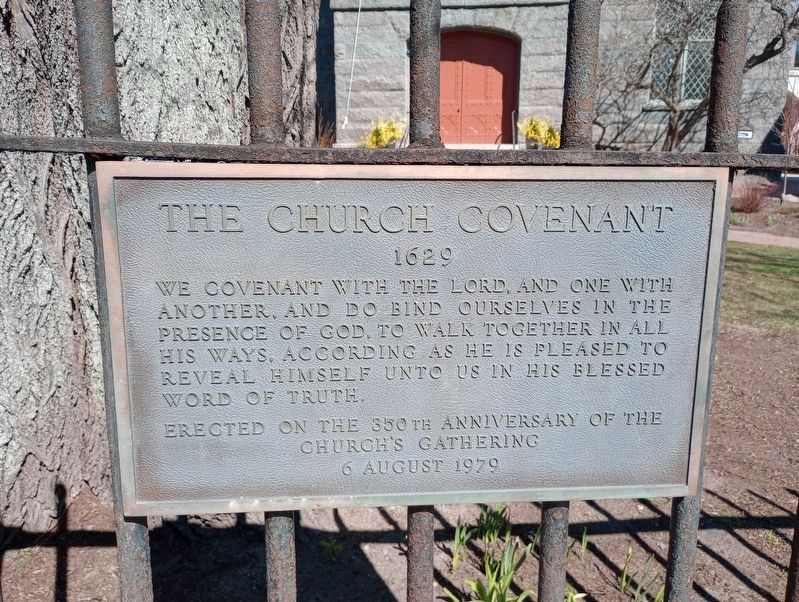 THE CHURCH COVENANT
1629
WE COVENANT WITH THE LORD, AND ONE WITH
ANOTHER, AND DO BIND OURSELVES IN THE
PRESENCE OF GOD, TO WALK TOGETHER IN ALL
HIS WAYS, ACCORDING AS HE IS PLEASED TO
REVEAL HIMSELF UNTO US IN HIS BLESSED
WORD OF TRUTH.
ERECTED ON THE 350TH ANNIVERSARY OF THE
CHURCH'S GATHERING
6 AUGUST 1979